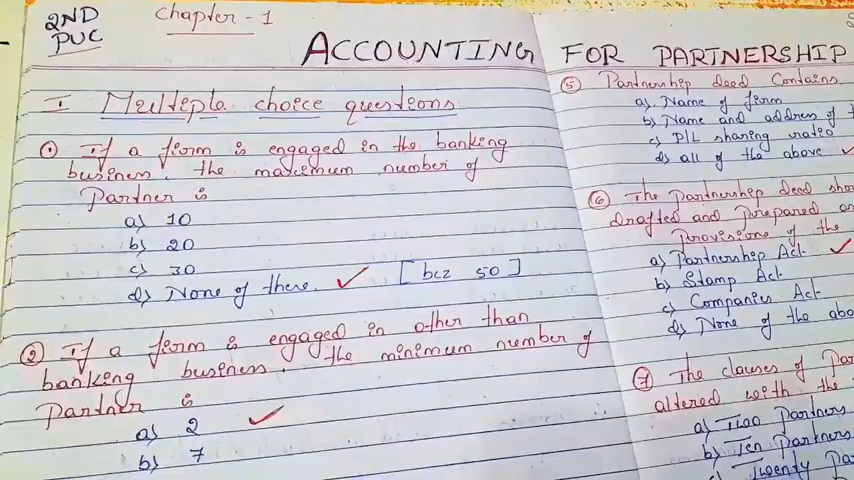 2ND
PUC
Chapter - 1
ACCOUNTING FOR PARTNERSHIP
I Multiple choice questions
① If a firm is engaged in the banking
business. the maximum number of
Partner is
a) 10
b) 20
c) 30
d) None of there. ✓ [bcz 50]
② If a firm is engaged in other than
banking business. the minimum number of
Partner is
a) 2 ✓
b) 7
⑤ Partnership deed Contains
a) Name of firm
b) Name and address of
c) P/L sharing ratio
d) all of the above ✓
⑥ The Partnership deed
drafted and Prepared
Provisions of the
a) Partnership Act ✓
b) Stamp Act
c) Companies Act
d) None of the
⑦ The clauses of
altered with the
a) Two Partners
b) Ten Partners
c) Twenty